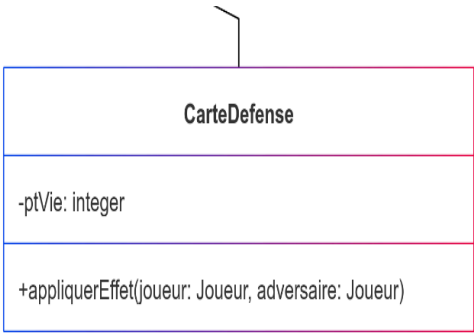 CarteDefense
-ptVie: integer
+appliquerEffet(joueur: Joueur, adversaire: Joueur)